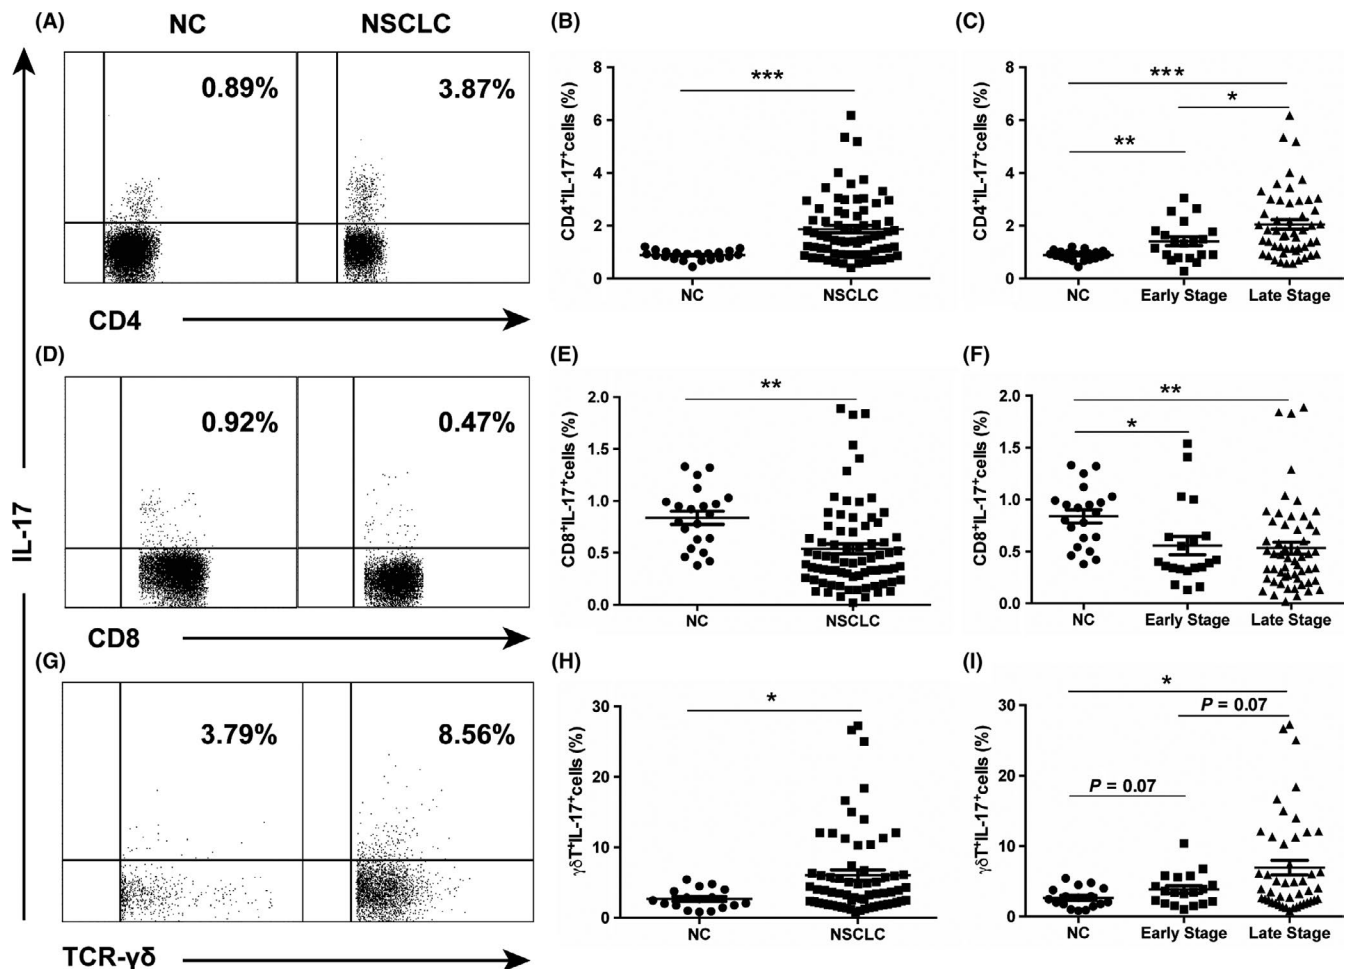 (A) NC NSCLC
0.89% 3.87%
IL-17
CD4
(B)
***
CD4+IL-17+cells (%)
8
6
4
2
0
NC NSCLC
(C)
***
*
**
CD4+IL-17+cells (%)
8
6
4
2
0
NC Early Stage Late Stage
(D)
0.92% 0.47%
CD8
(E)
**
CD8+IL-17+cells (%)
2.0
1.5
1.0
0.5
0.0
NC NSCLC
(F)
**
*
CD8+IL-17+cells (%)
2.0
1.5
1.0
0.5
0.0
NC Early Stage Late Stage
(G)
3.79% 8.56%
TCR-γδ
(H)
*
γδT+IL-17+cells (%)
30
20
10
0
NC NSCLC
(I)
*
P = 0.07
P = 0.07
γδT+IL-17+cells (%)
30
20
10
0
NC Early Stage Late Stage